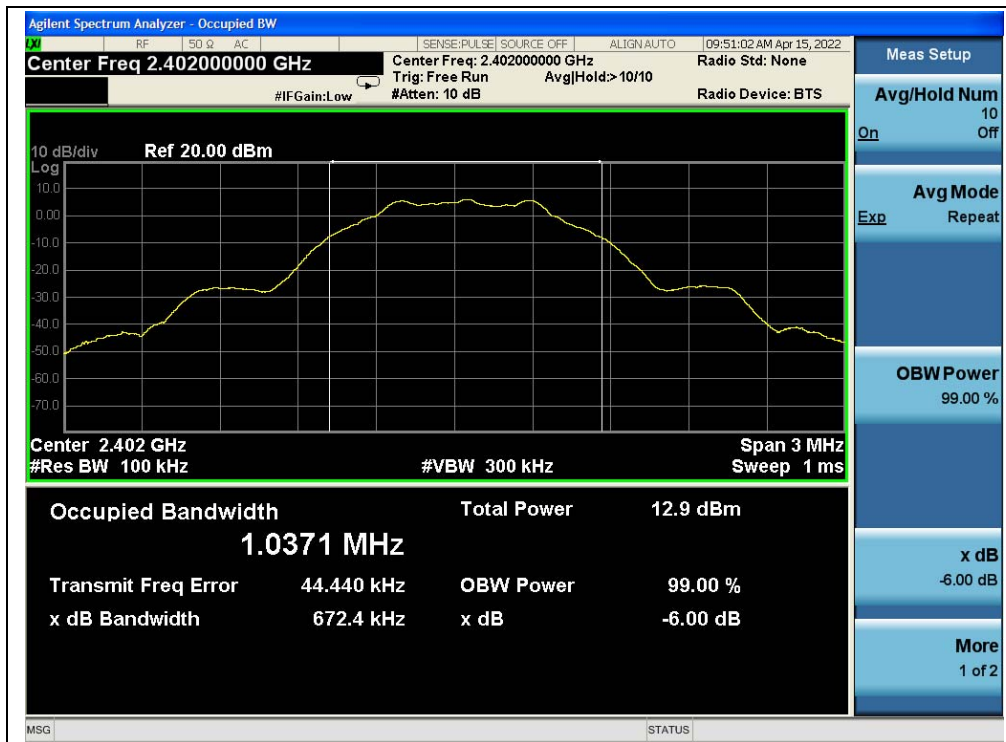 Agilent Spectrum Analyzer - Occupied BW
LXI RF 50 Ω AC SENSE:PULSE SOURCE OFF ALIGN AUTO 09:51:02 AM Apr 15, 2022
Center Freq 2.402000000 GHz Center Freq: 2.402000000 GHz Radio Std: None
Trig: Free Run Avg|Hold:>10/10
#IFGain:Low #Atten: 10 dB Radio Device: BTS
10 dB/div Ref 20.00 dBm
Log
10.0
0.00
-10.0
-20.0
-30.0
-40.0
-50.0
-60.0
-70.0
Center 2.402 GHz Span 3 MHz
#Res BW 100 kHz #VBW 300 kHz Sweep 1 ms
Occupied Bandwidth Total Power 12.9 dBm
1.0371 MHz
Transmit Freq Error 44.440 kHz OBW Power 99.00 %
x dB Bandwidth 672.4 kHz x dB -6.00 dB
Meas Setup
Avg/Hold Num
10
On Off
Avg Mode
Exp Repeat
OBW Power
99.00 %
x dB
-6.00 dB
More
1 of 2
MSG STATUS